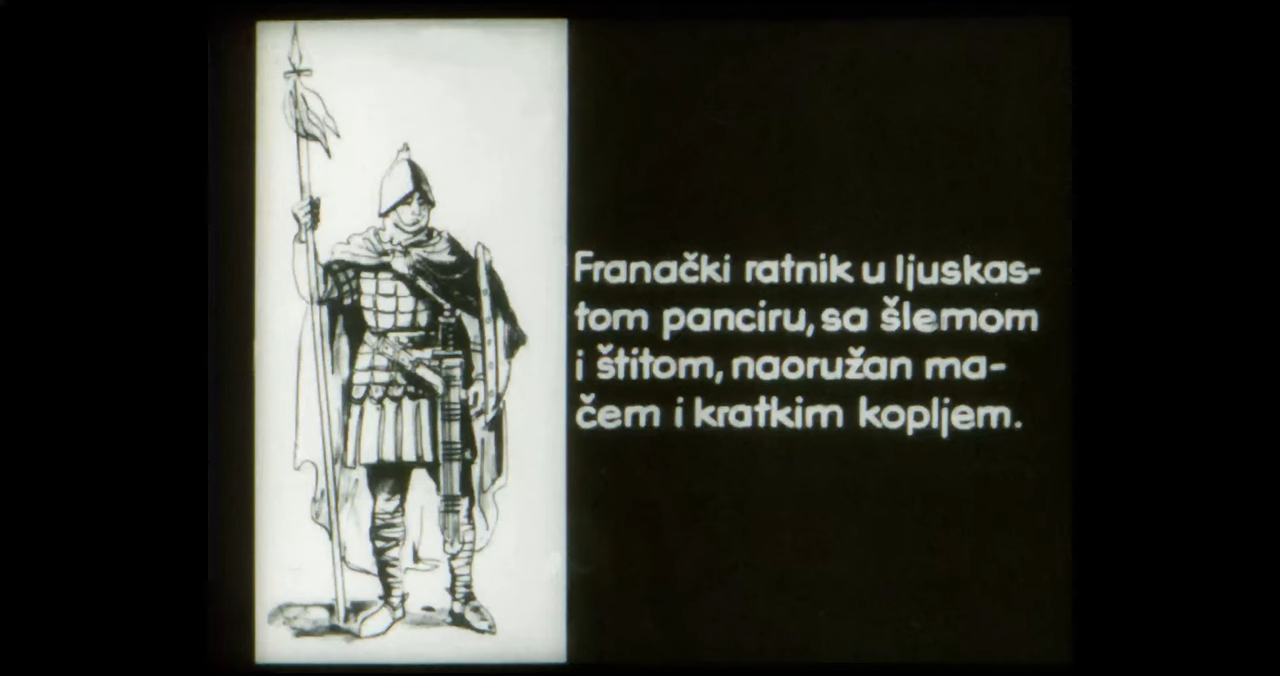 Franački ratnik u ljuskas-
tom panciru, sa šlemom
i štitom, naoružan ma-
čem i kratkim kopljem.